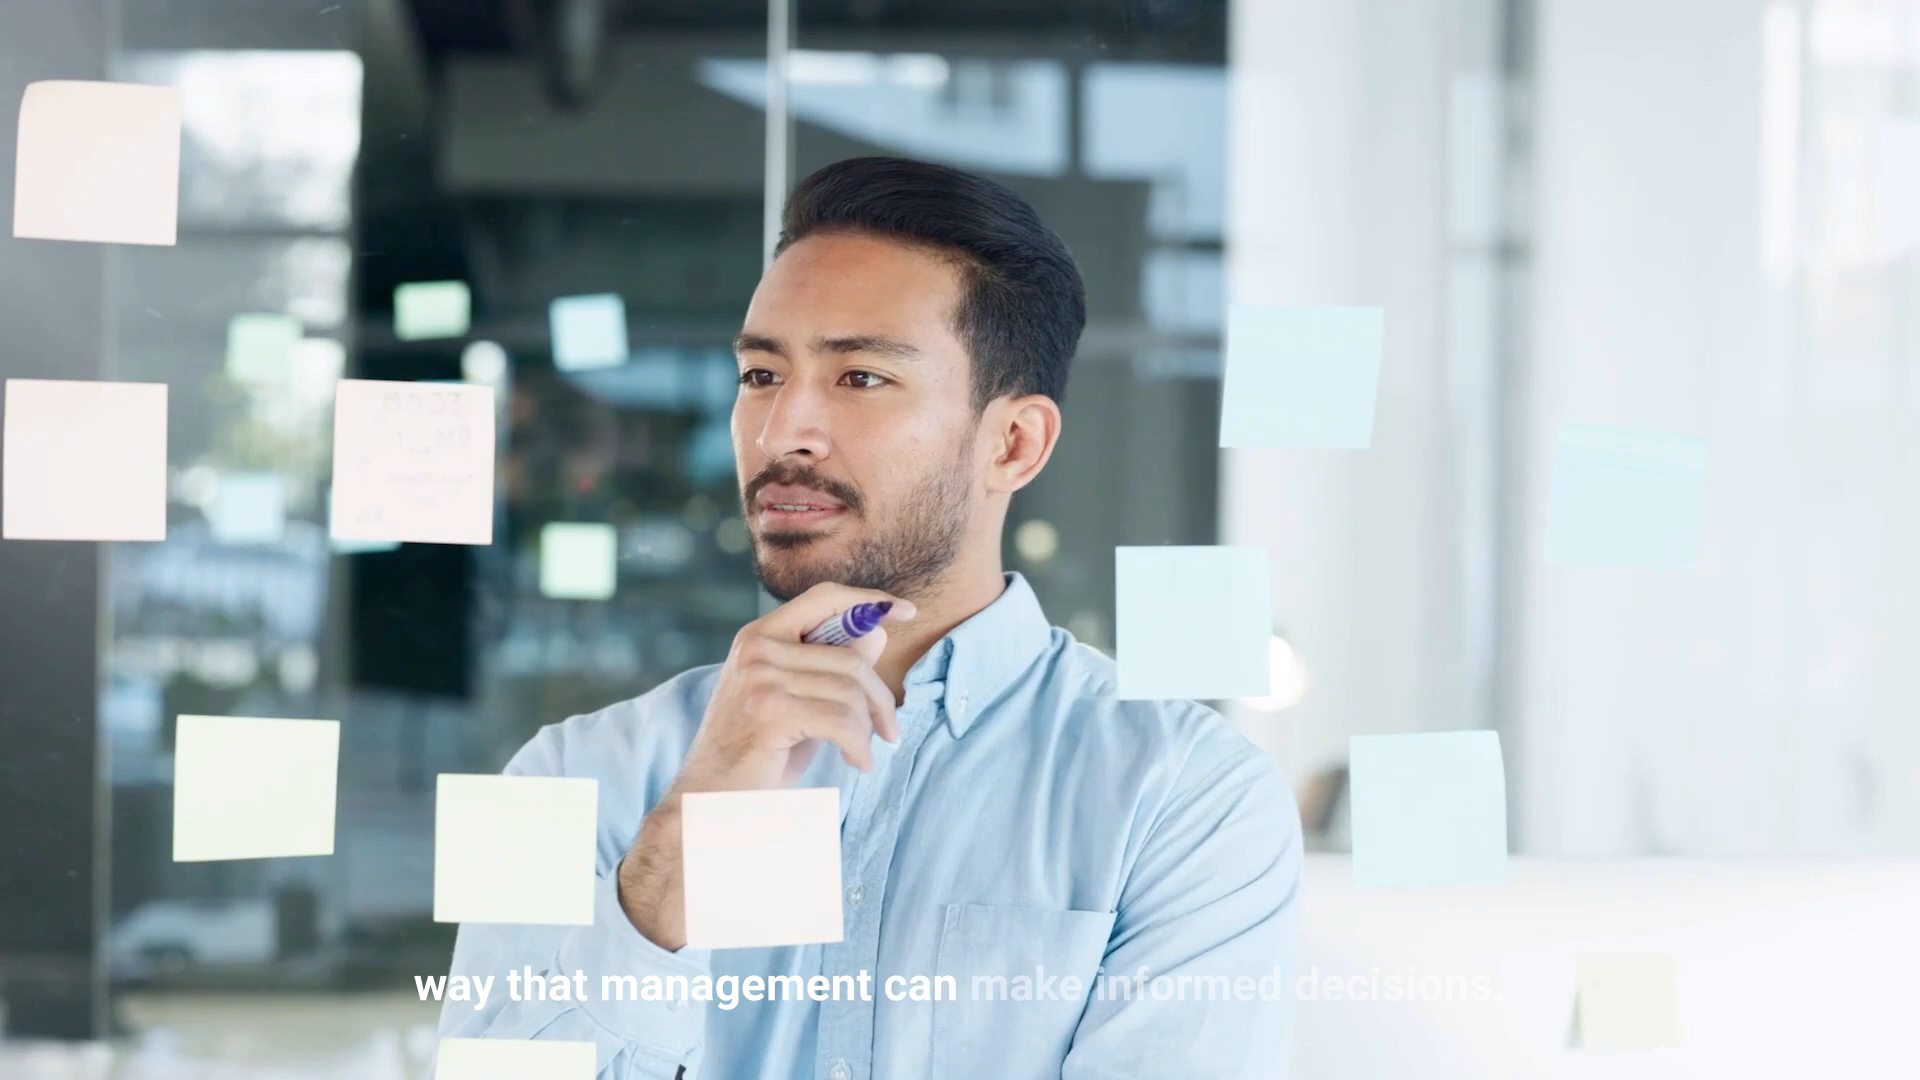 way that management can make informed decisions.